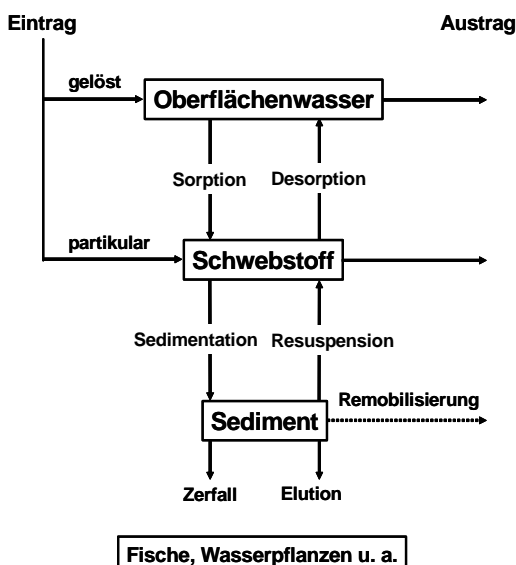 Eintrag
Austrag
gelöst
Oberflächenwasser
Sorption
Desorption
partikular
Schwebstoff
Sedimentation
Resuspension
Remobilisierung
Sediment
Zerfall
Elution
Fische, Wasserpflanzen u. a.